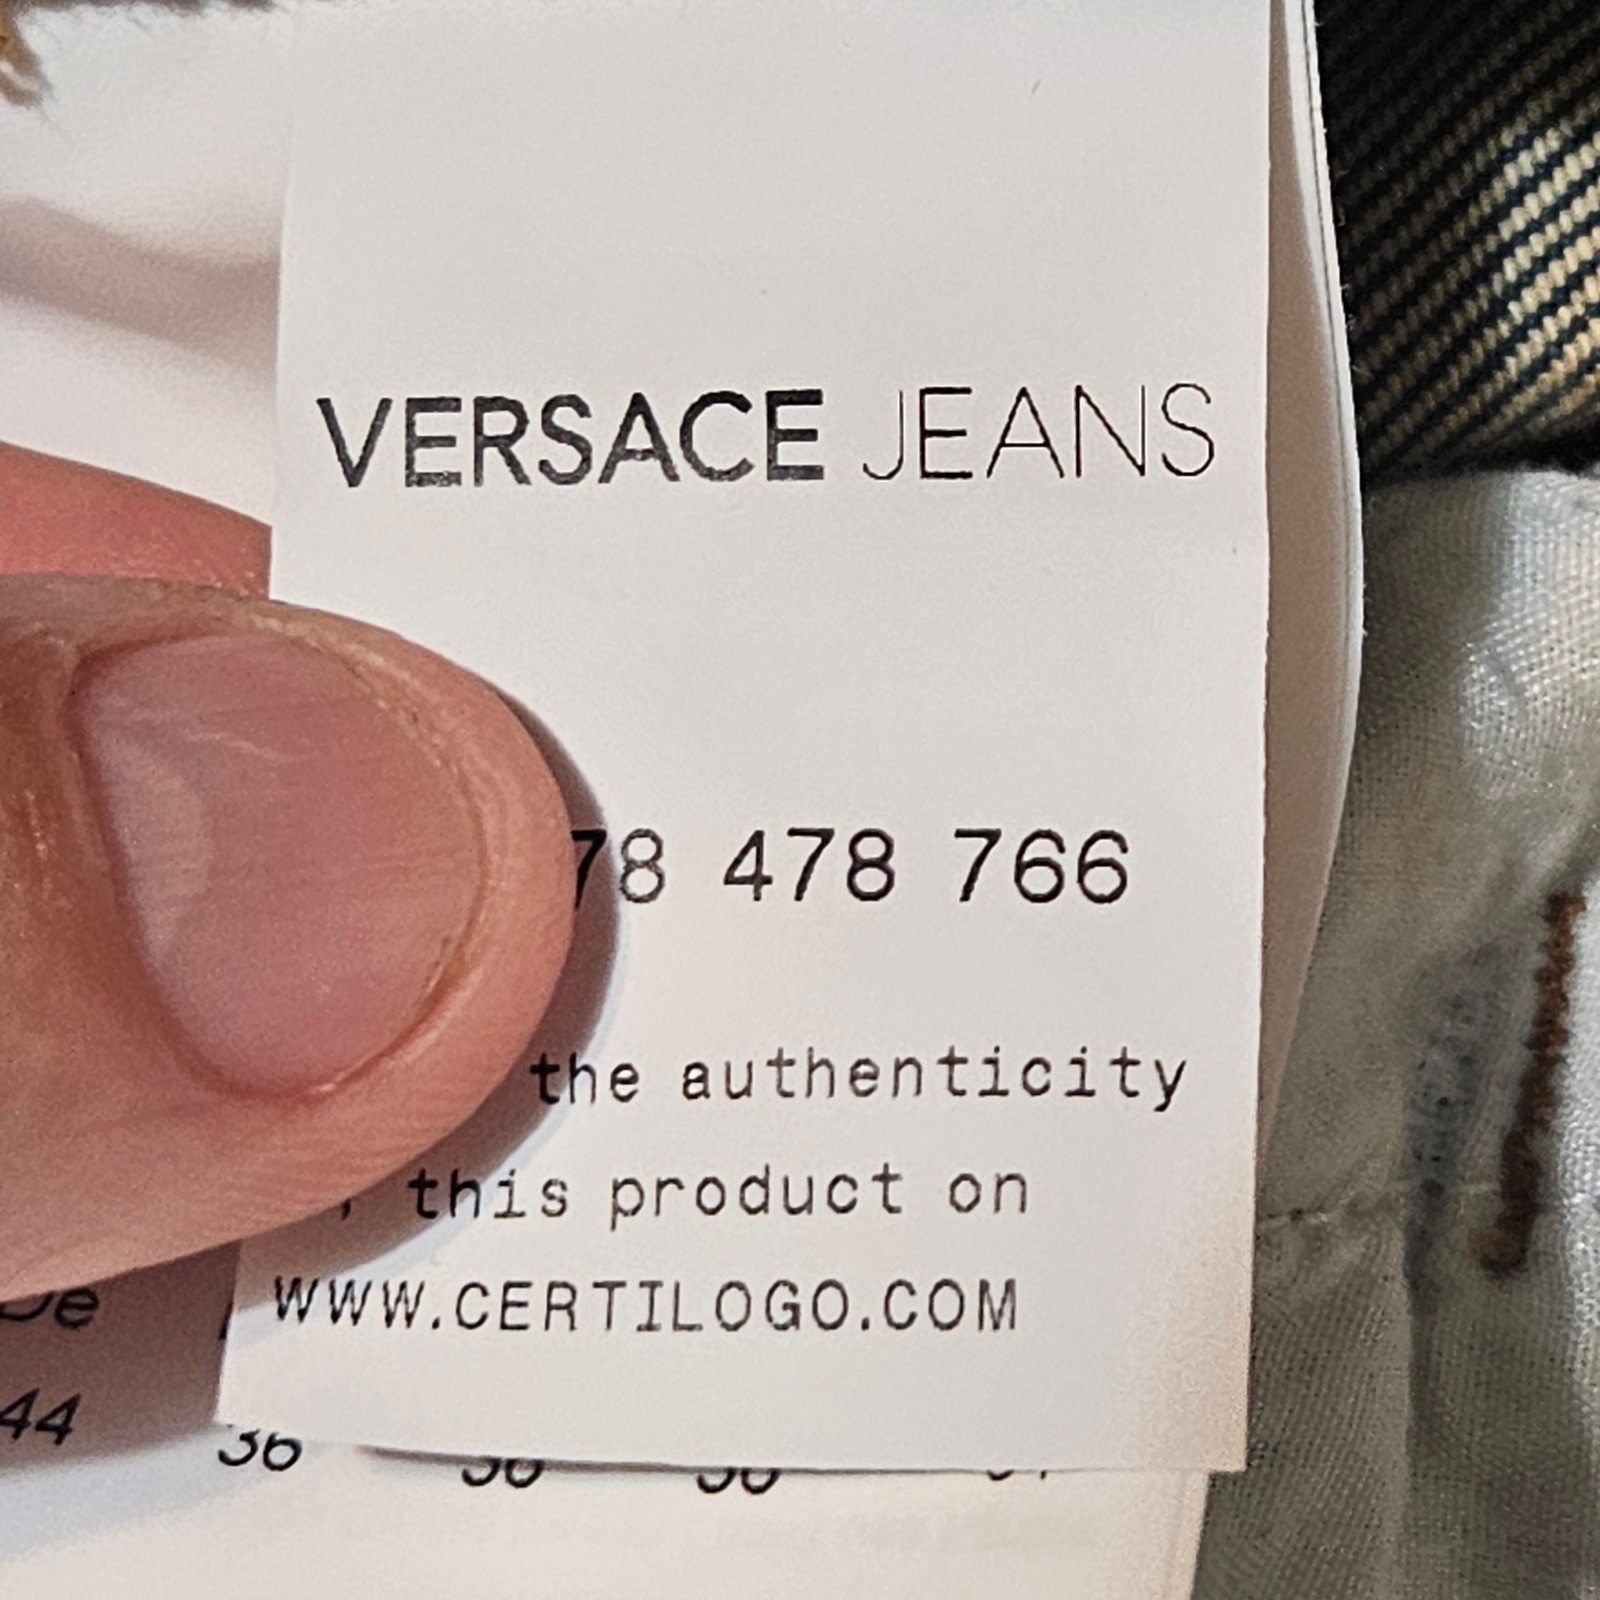 VERSACE JEANS
78 478 766
the authenticity
this product on
WWW.CERTILOGO.COM
44
36